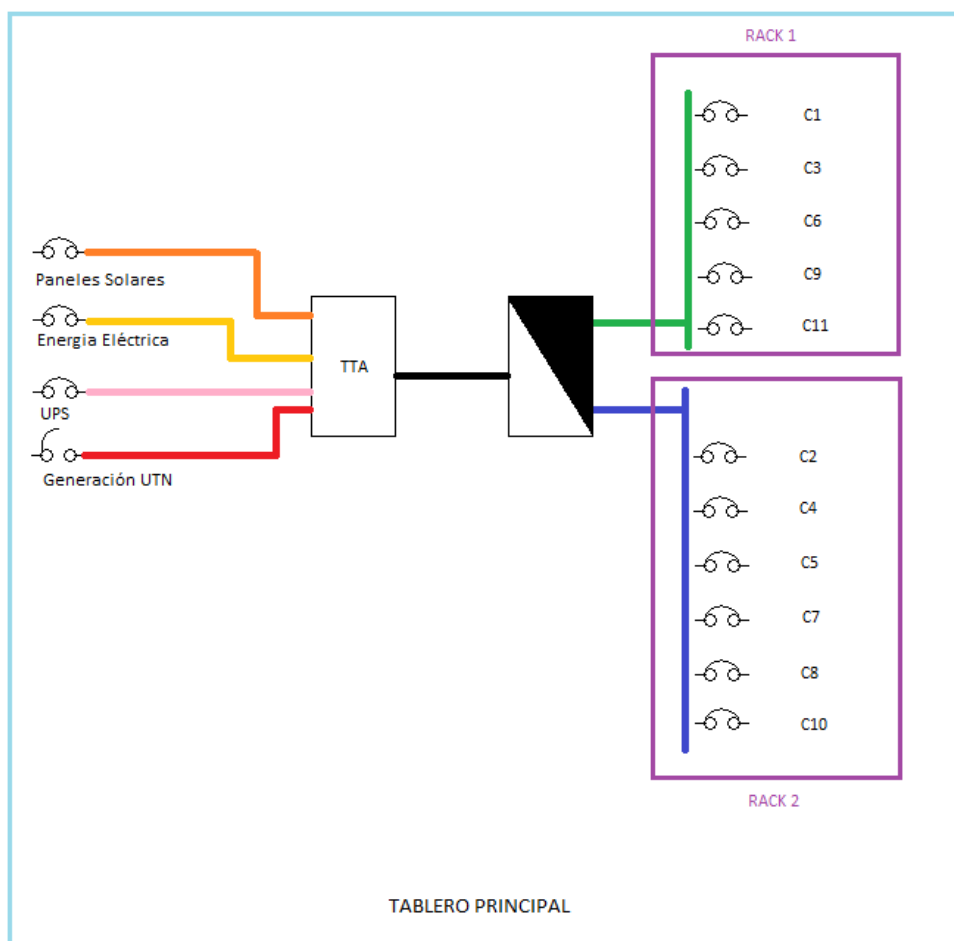 RACK 1
C1
C3
C6
C9
C11
Paneles Solares
Energia Eléctrica
UPS
Generación UTN
TTA
C2
C4
C5
C7
C8
C10
RACK 2
TABLERO PRINCIPAL